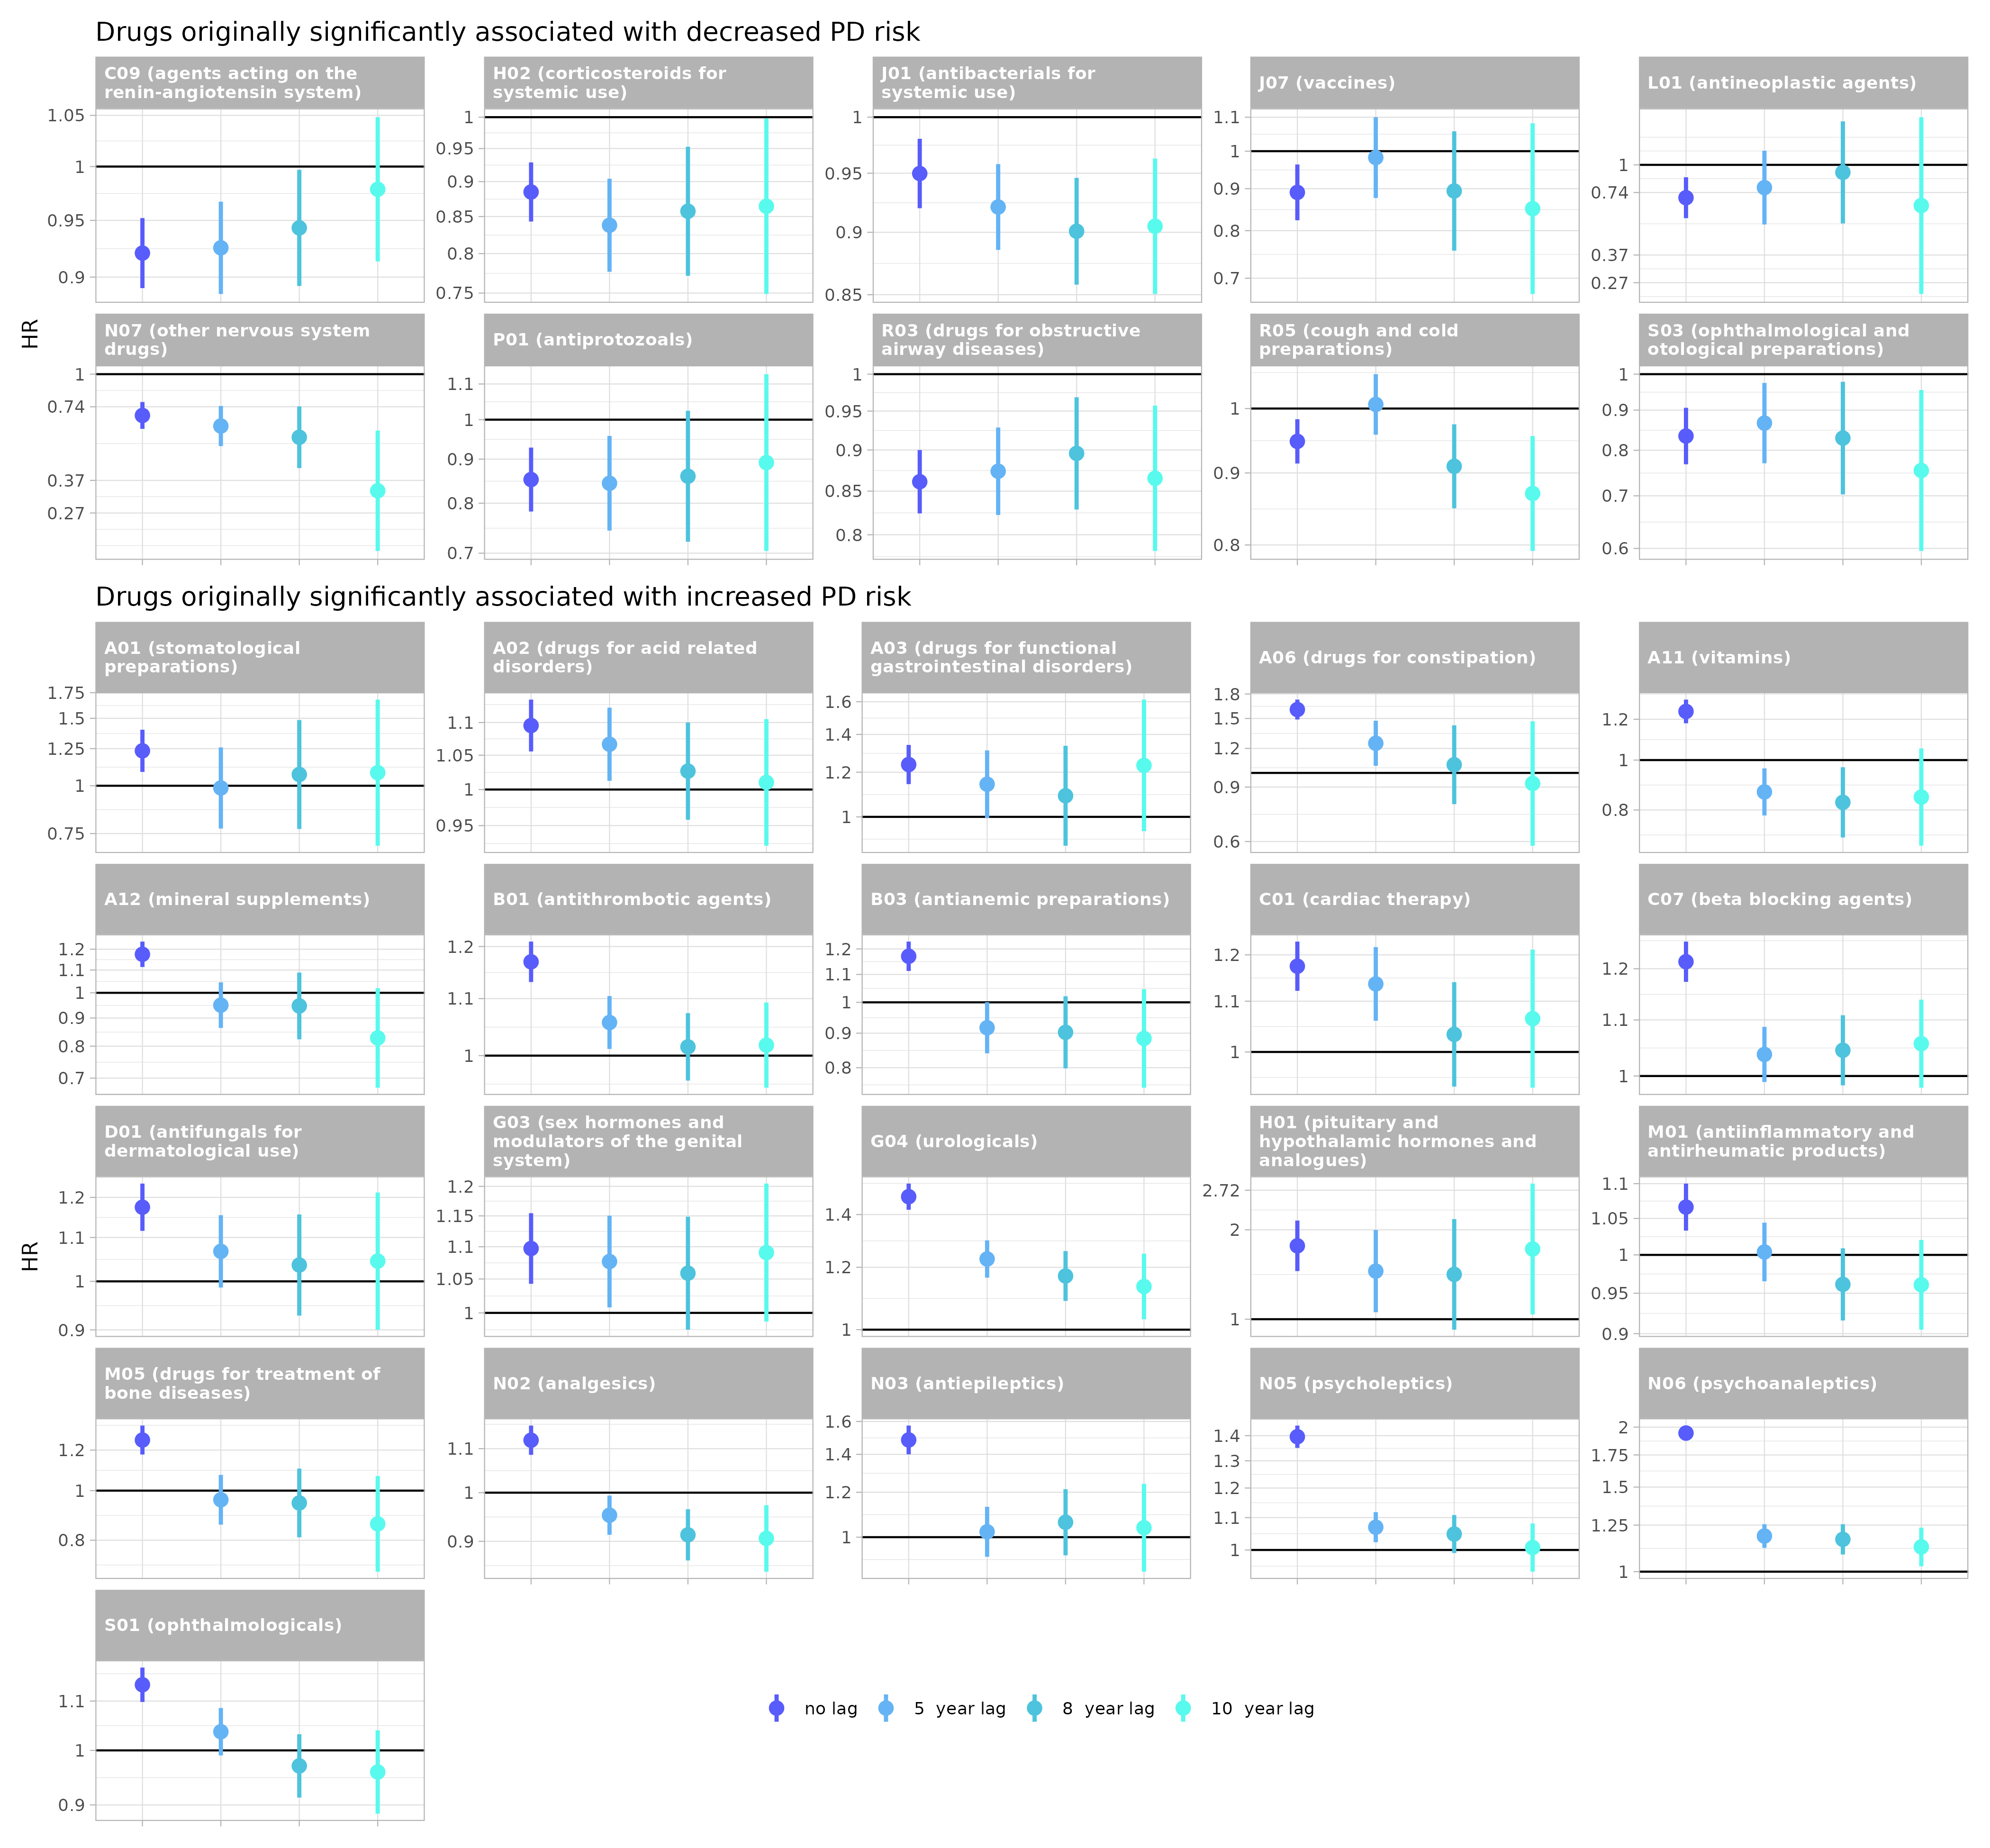 Drugs originally significantly associated with decreased PD risk
C09 (agents acting on the
renin-angiotensin system)
1.05
1
0.95
0.9
H02 (corticosteroids for
systemic use)
1
0.95
0.9
0.85
0.8
0.75
J01 (antibacterials for
systemic use)
1
0.95
0.9
0.85
J07 (vaccines)
1.1
1
0.9
0.8
0.7
L01 (antineoplastic agents)
1
0.74
0.37
0.27
HR
N07 (other nervous system
drugs)
1
0.74
0.37
0.27
P01 (antiprotozoals)
1.1
1
0.9
0.8
0.7
R03 (drugs for obstructive
airway diseases)
1
0.95
0.9
0.85
0.8
R05 (cough and cold
preparations)
1
0.9
0.8
S03 (ophthalmological and
otological preparations)
1
0.9
0.8
0.7
0.6
Drugs originally significantly associated with increased PD risk
A01 (stomatological
preparations)
1.75
1.5
1.25
1
0.75
A02 (drugs for acid related
disorders)
1.1
1.05
1
0.95
A03 (drugs for functional
gastrointestinal disorders)
1.6
1.4
1.2
1
A06 (drugs for constipation)
1.8
1.5
1.2
0.9
0.6
A11 (vitamins)
1.2
1
0.8
A12 (mineral supplements)
1.2
1.1
1
0.9
0.8
0.7
B01 (antithrombotic agents)
1.2
1.1
1
B03 (antianemic preparations)
1.2
1.1
1
0.9
0.8
C01 (cardiac therapy)
1.2
1.1
1
C07 (beta blocking agents)
1.2
1.1
1
HR
D01 (antifungals for
dermatological use)
1.2
1.1
1
0.9
G03 (sex hormones and
modulators of the genital
system)
1.2
1.15
1.1
1.05
1
G04 (urologicals)
1.4
1.2
1
H01 (pituitary and
hypothalamic hormones and
analogues)
2.72
2
1
M01 (antiinflammatory and
antirheumatic products)
1.1
1.05
1
0.95
0.9
M05 (drugs for treatment of
bone diseases)
1.2
1
0.8
N02 (analgesics)
1.1
1
0.9
N03 (antiepileptics)
1.6
1.4
1.2
1
N05 (psycholeptics)
1.4
1.3
1.2
1.1
1
N06 (psychoanaleptics)
2
1.75
1.5
1.25
1
S01 (ophthalmologicals)
1.1
1
0.9
no lag
5 year lag
8 year lag
10 year lag